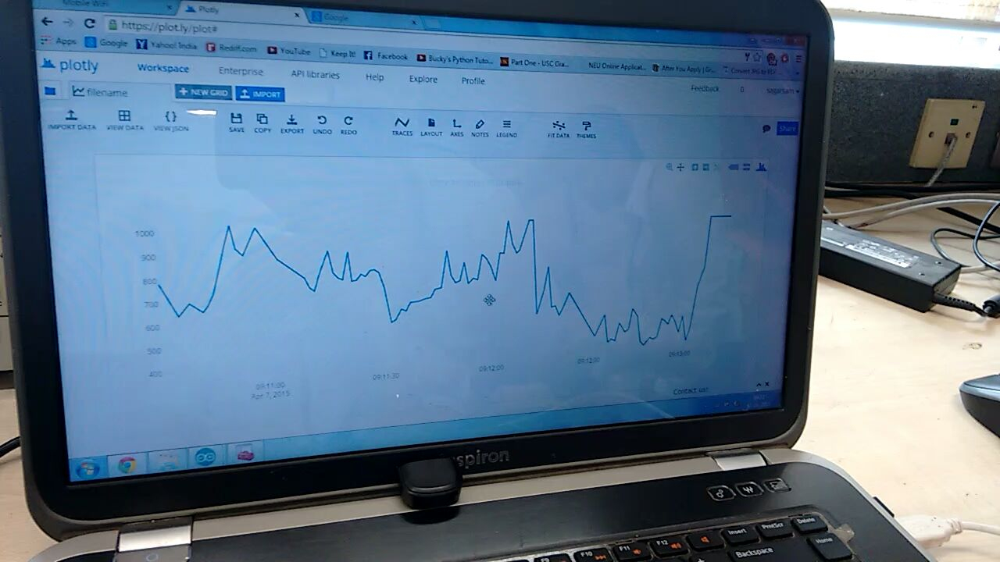 Mobile WiFi Plotly Google
https://plot.ly/plot#
Apps Google Yahoo! India Rediff.com YouTube Keep It! Facebook Bucky's Python Tuto... Part One - USC Gra... NEU Online Applicat... After You Apply | Gr... Convert JPG to PDF
plotly Workspace Enterprise API libraries Help Explore Profile Feedback 0
filename + NEW GRID IMPORT
IMPORT DATA VIEW DATA VIEW JSON SAVE COPY EXPORT UNDO REDO TRACES LAYOUT AXES NOTES LEGEND FIT DATA THEMES Share
1000
900
800
700
600
500
400
09:11:00 09:11:30 09:12:00 09:12:30 09:13:00
Apr 7, 2015
Contact us!
spiron
F10 F11 F12 Insert PrntScr Delete
Backspace Home